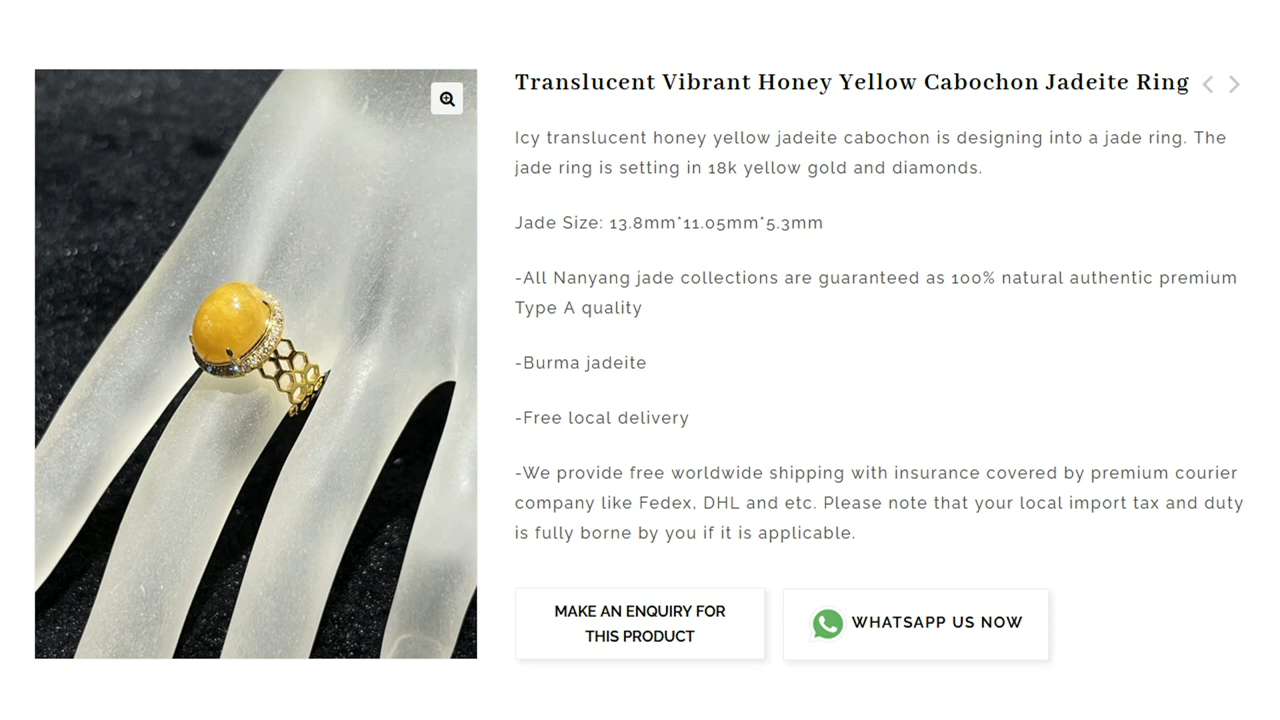 Translucent Vibrant Honey Yellow Cabochon Jadeite Ring
Icy translucent honey yellow jadeite cabochon is designing into a jade ring. The
jade ring is setting in 18k yellow gold and diamonds.
Jade Size: 13.8mm*11.05mm*5.3mm
-All Nanyang jade collections are guaranteed as 100% natural authentic premium
Type A quality
-Burma jadeite
-Free local delivery
-We provide free worldwide shipping with insurance covered by premium courier
company like Fedex, DHL and etc. Please note that your local import tax and duty
is fully borne by you if it is applicable.
MAKE AN ENQUIRY FOR
THIS PRODUCT
WHATSAPP US NOW